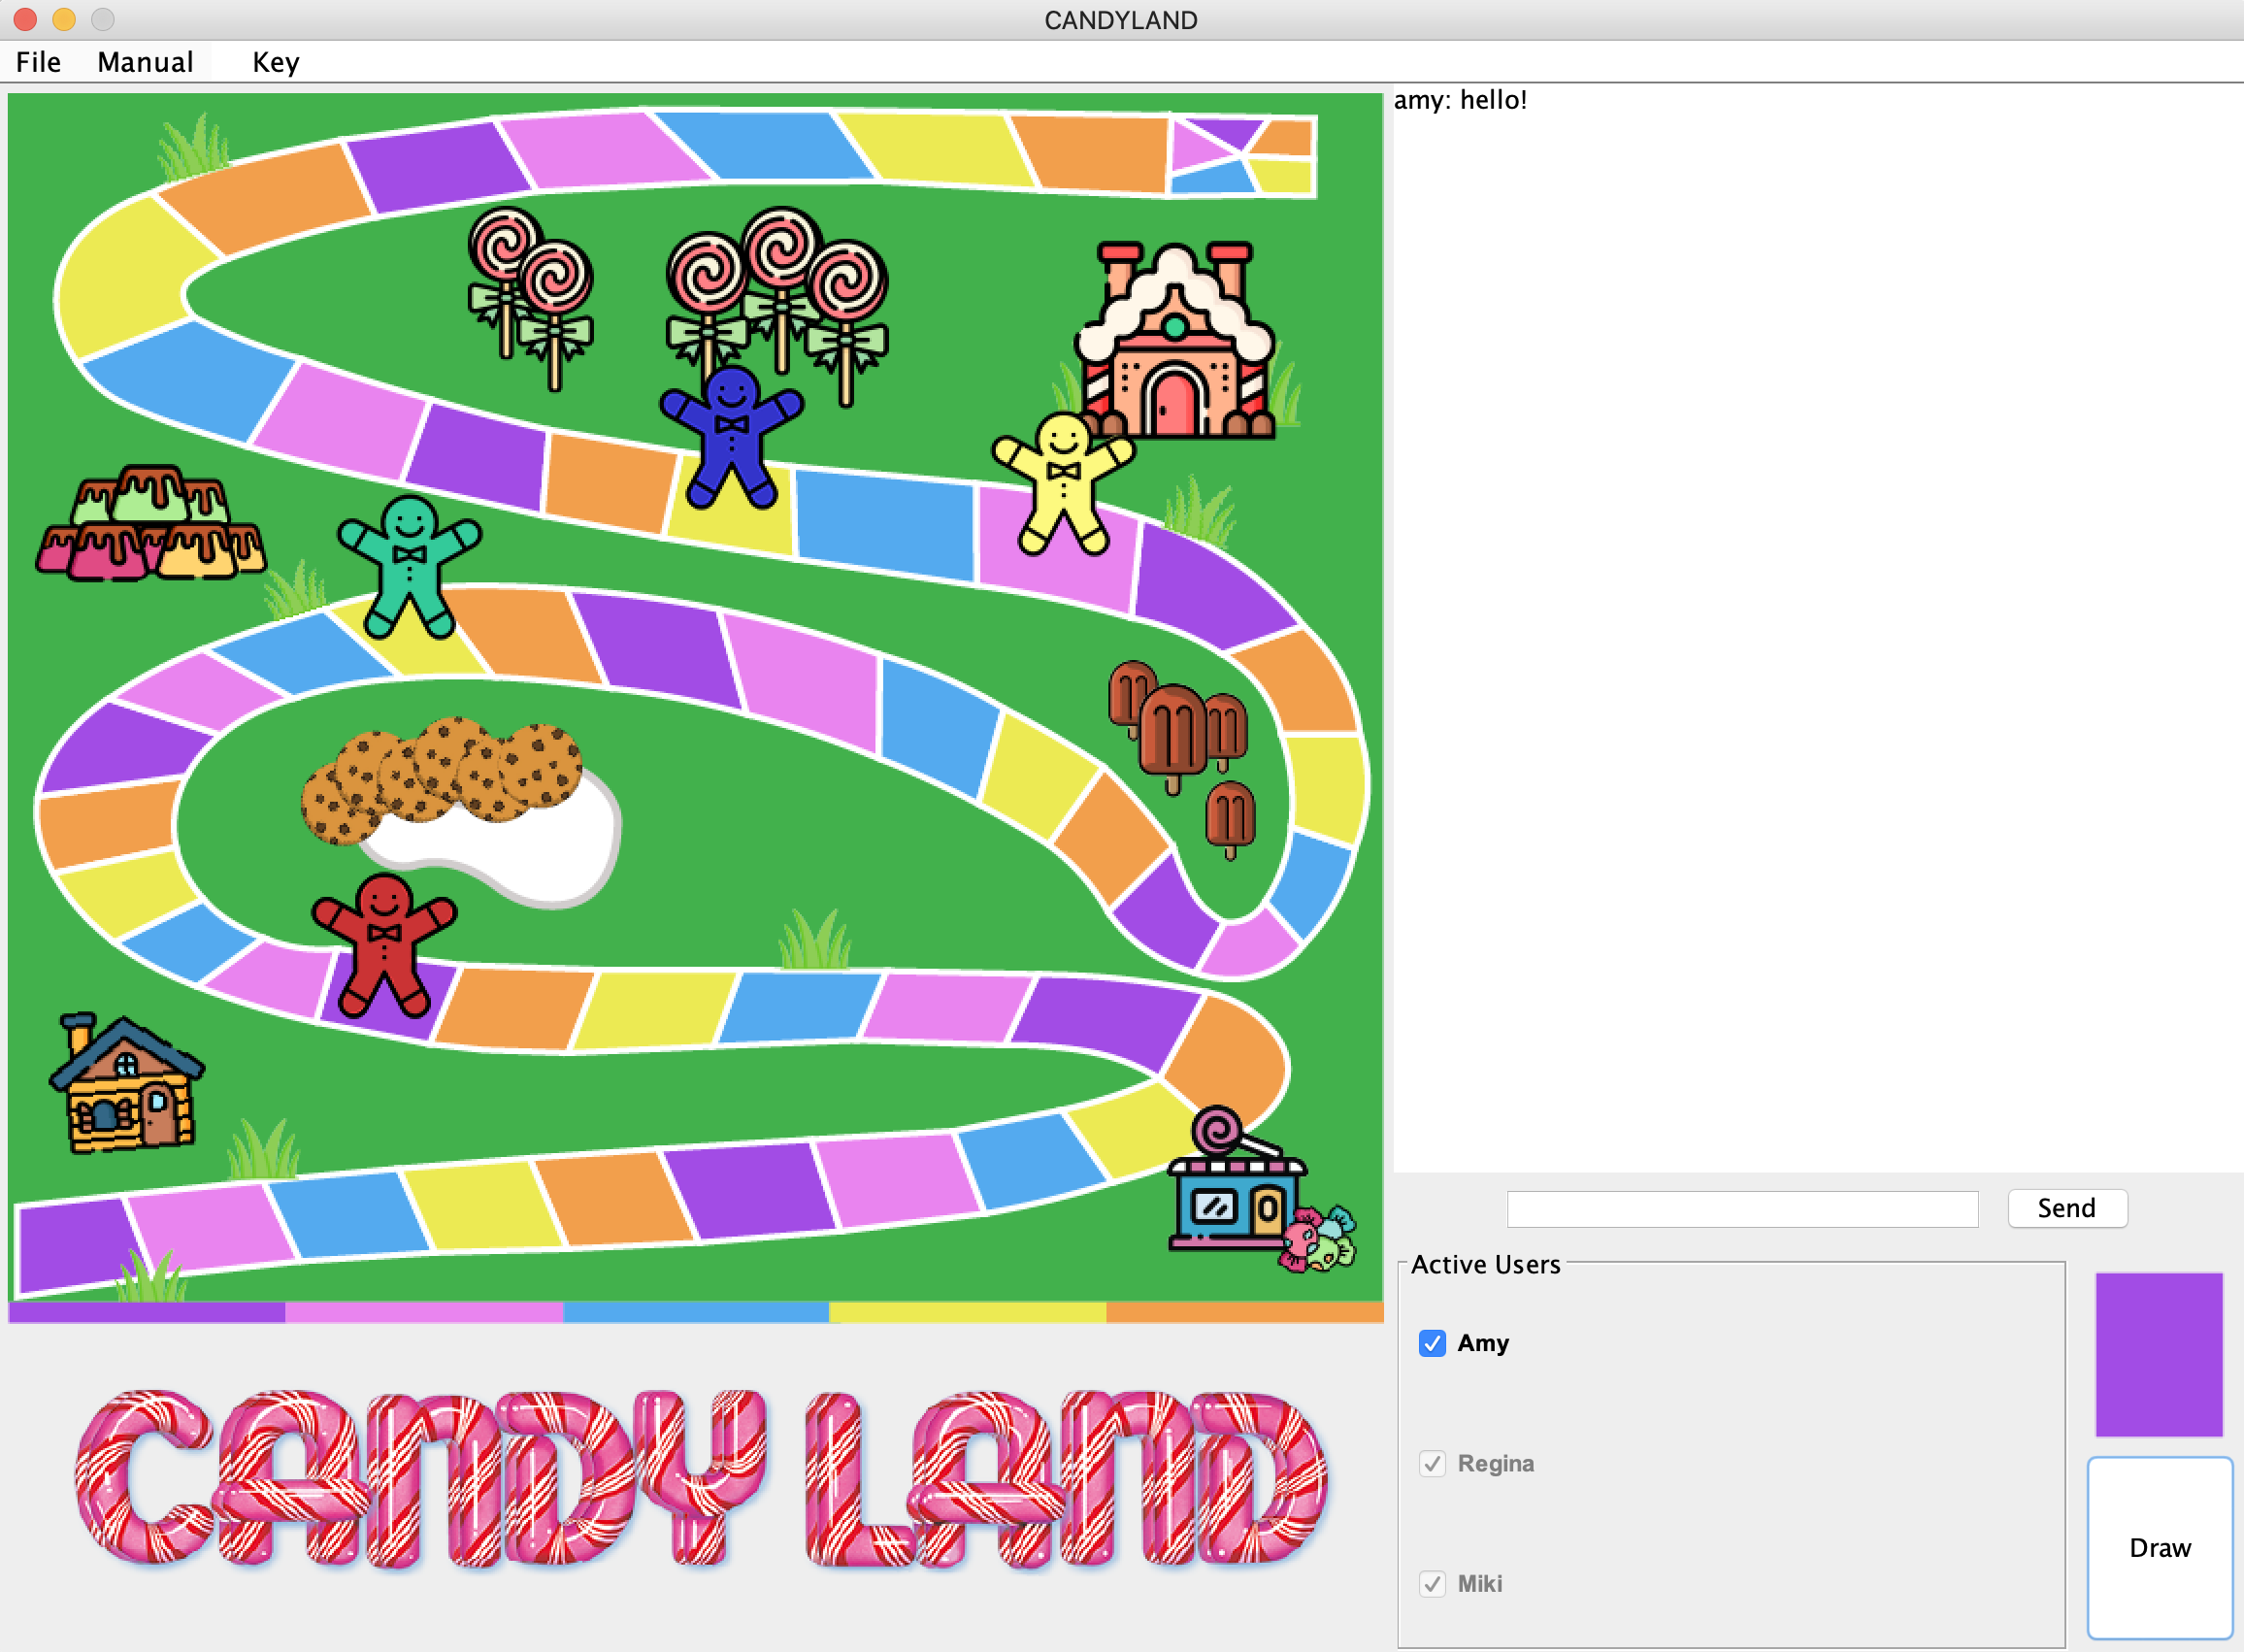 CANDYLAND
File Manual Key
amy: hello!
Send
Active Users
Amy
Regina
Miki
Draw
CANDY LAND